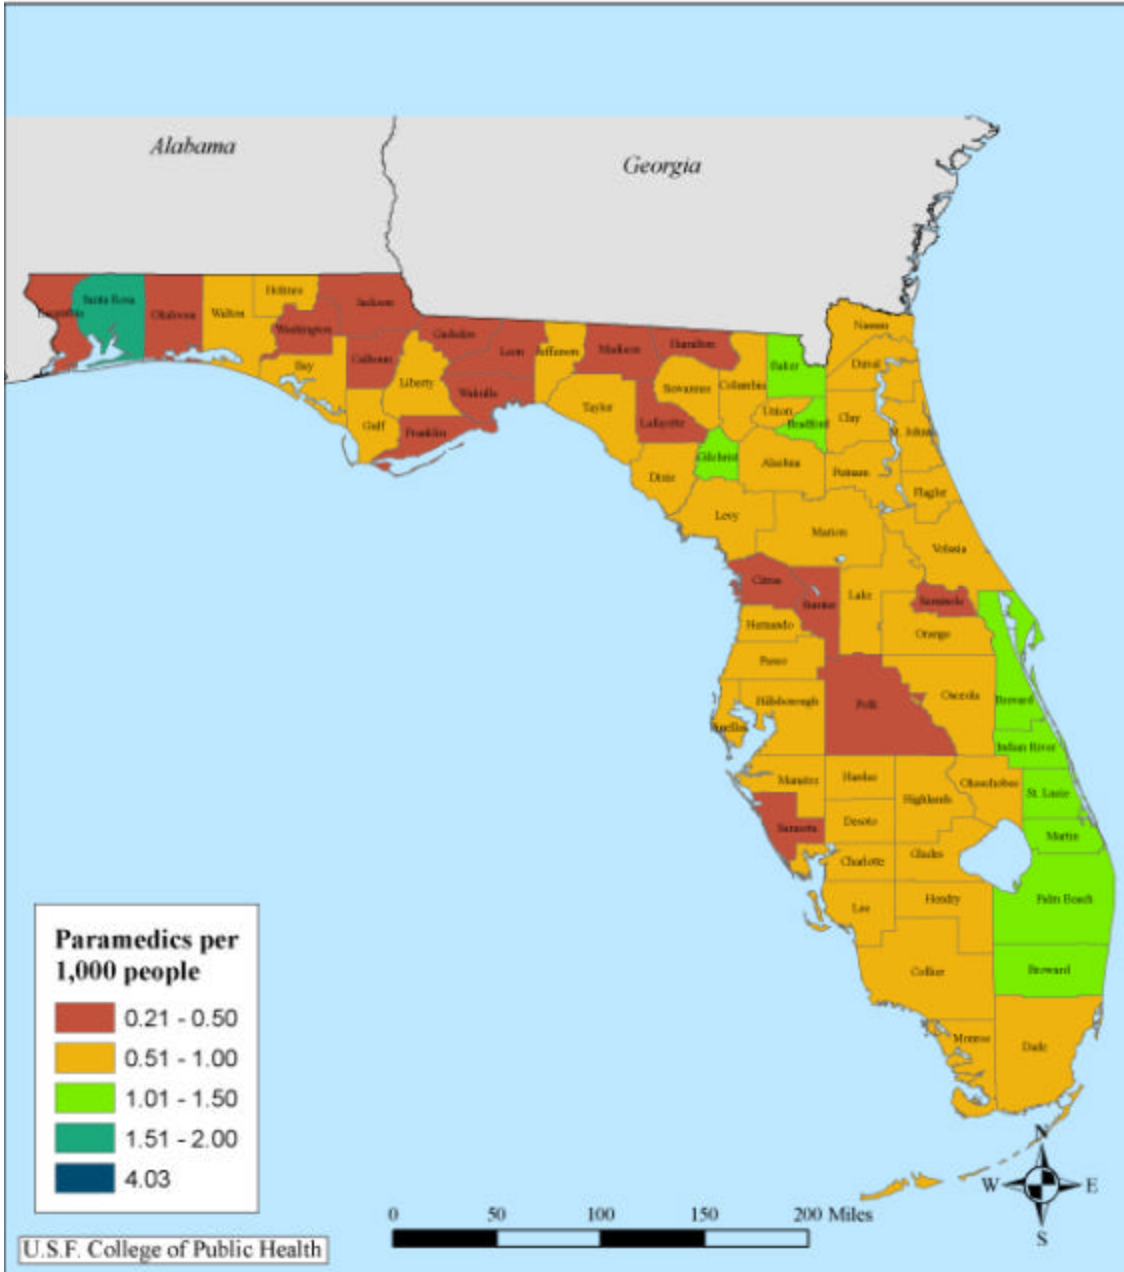 Alabama
Georgia
Santa Rosa
Okaloosa
Walton
Holmes
Washington
Jackson
Bay
Calhoun
Gulf
Liberty
Gadsden
Leon
Wakulla
Franklin
Jefferson
Madison
Taylor
Hamilton
Suwannee
Lafayette
Columbia
Baker
Union
Bradford
Gilchrist
Alachua
Dixie
Levy
Nassau
Duval
Clay
St. Johns
Putnam
Flagler
Marion
Volusia
Citrus
Sumter
Lake
Seminole
Hernando
Orange
Pasco
Hillsborough
Pinellas
Polk
Osceola
Brevard
Indian River
Manatee
Hardee
Highlands
Okeechobee
St. Lucie
Sarasota
Desoto
Martin
Charlotte
Glades
Lee
Hendry
Palm Beach
Collier
Broward
Monroe
Dade
Paramedics per
1,000 people
0.21 - 0.50
0.51 - 1.00
1.01 - 1.50
1.51 - 2.00
4.03
N
W E
S
0 50 100 150 200 Miles
U.S.F. College of Public Health